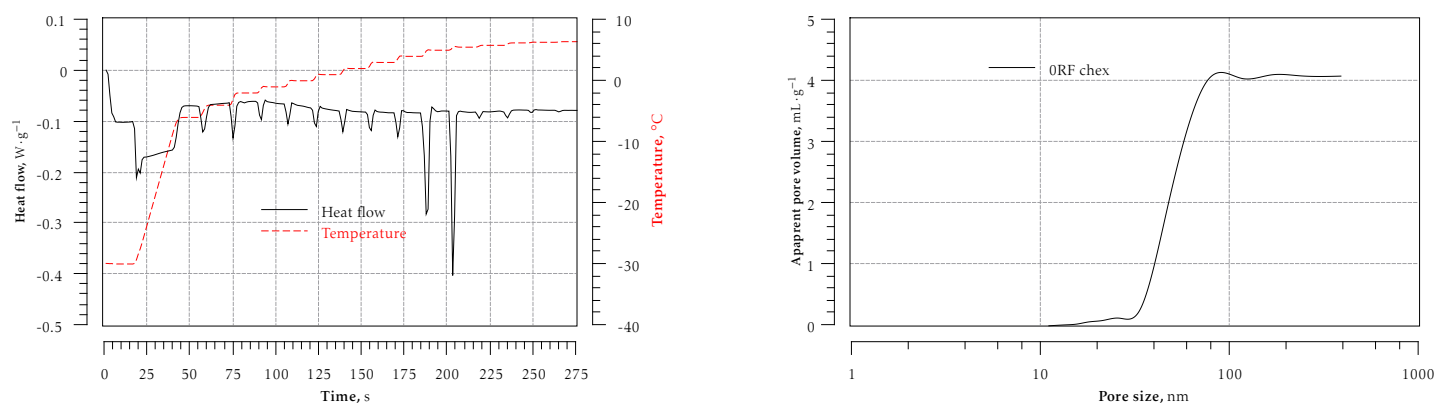 0.1
0
-0.1
-0.2
-0.3
-0.4
-0.5
Heat flow, W·g⁻¹
Heat flow
Temperature
10
0
-10
-20
-30
-40
Temperature, °C
0 25 50 75 100 125 150 175 200 225 250 275
Time, s
5
4
3
2
1
0
Apaprent pore volume, mL·g⁻¹
0RF chex
1 10 100 1000
Pore size, nm